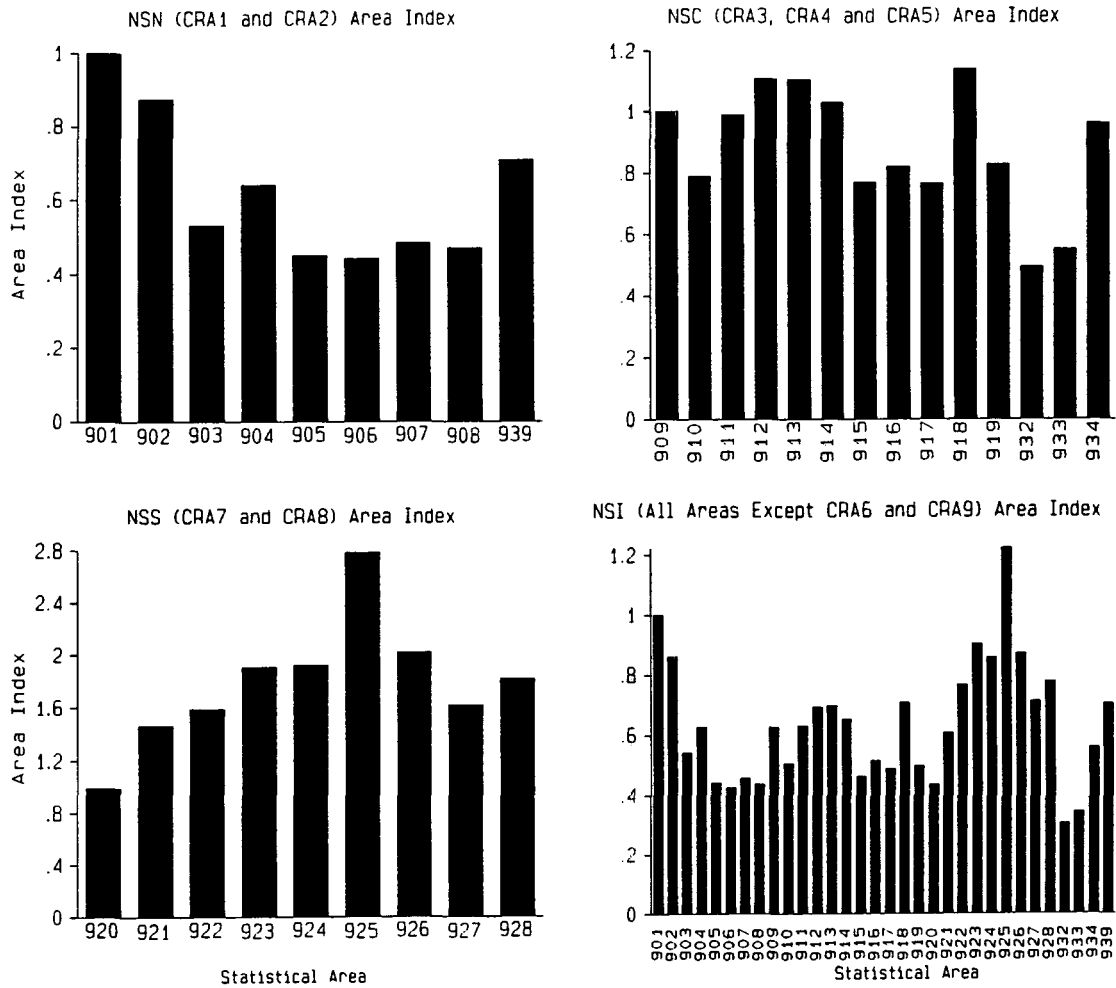 NSN (CRA1 and CRA2) Area Index
1
.8
.6
.4
.2
0
Area Index
901 902 903 904 905 906 907 908 939
NSC (CRA3, CRA4 and CRA5) Area Index
1.2
1
.8
.6
.4
.2
0
909 910 911 912 913 914 915 916 917 918 919 932 933 934
NSS (CRA7 and CRA8) Area Index
2.8
2.4
2
1.6
1.2
.8
.4
0
Area Index
920 921 922 923 924 925 926 927 928
Statistical Area
NSI (All Areas Except CRA6 and CRA9) Area Index
1.2
1
.8
.6
.4
.2
0
901 902 903 904 905 906 907 908 909 910 911 912 913 914 915 916 917 918 919 920 921 922 923 924 925 926 927 928 932 933 934 939
Statistical Area